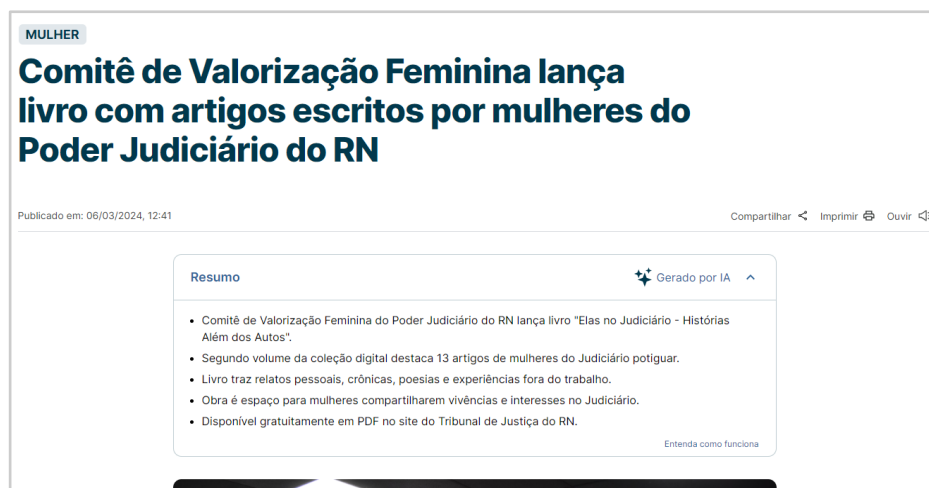 MULHER
Comitê de Valorização Feminina lança
livro com artigos escritos por mulheres do
Poder Judiciário do RN
Publicado em: 06/03/2024, 12:41
Compartilhar Imprimir Ouvir
Resumo
Gerado por IA
• Comitê de Valorização Feminina do Poder Judiciário do RN lança livro "Elas no Judiciário - Histórias
Além dos Autos".
• Segundo volume da coleção digital destaca 13 artigos de mulheres do Judiciário potiguar.
• Livro traz relatos pessoais, crônicas, poesias e experiências fora do trabalho.
• Obra é espaço para mulheres compartilharem vivências e interesses no Judiciário.
• Disponível gratuitamente em PDF no site do Tribunal de Justiça do RN.
Entenda como funciona